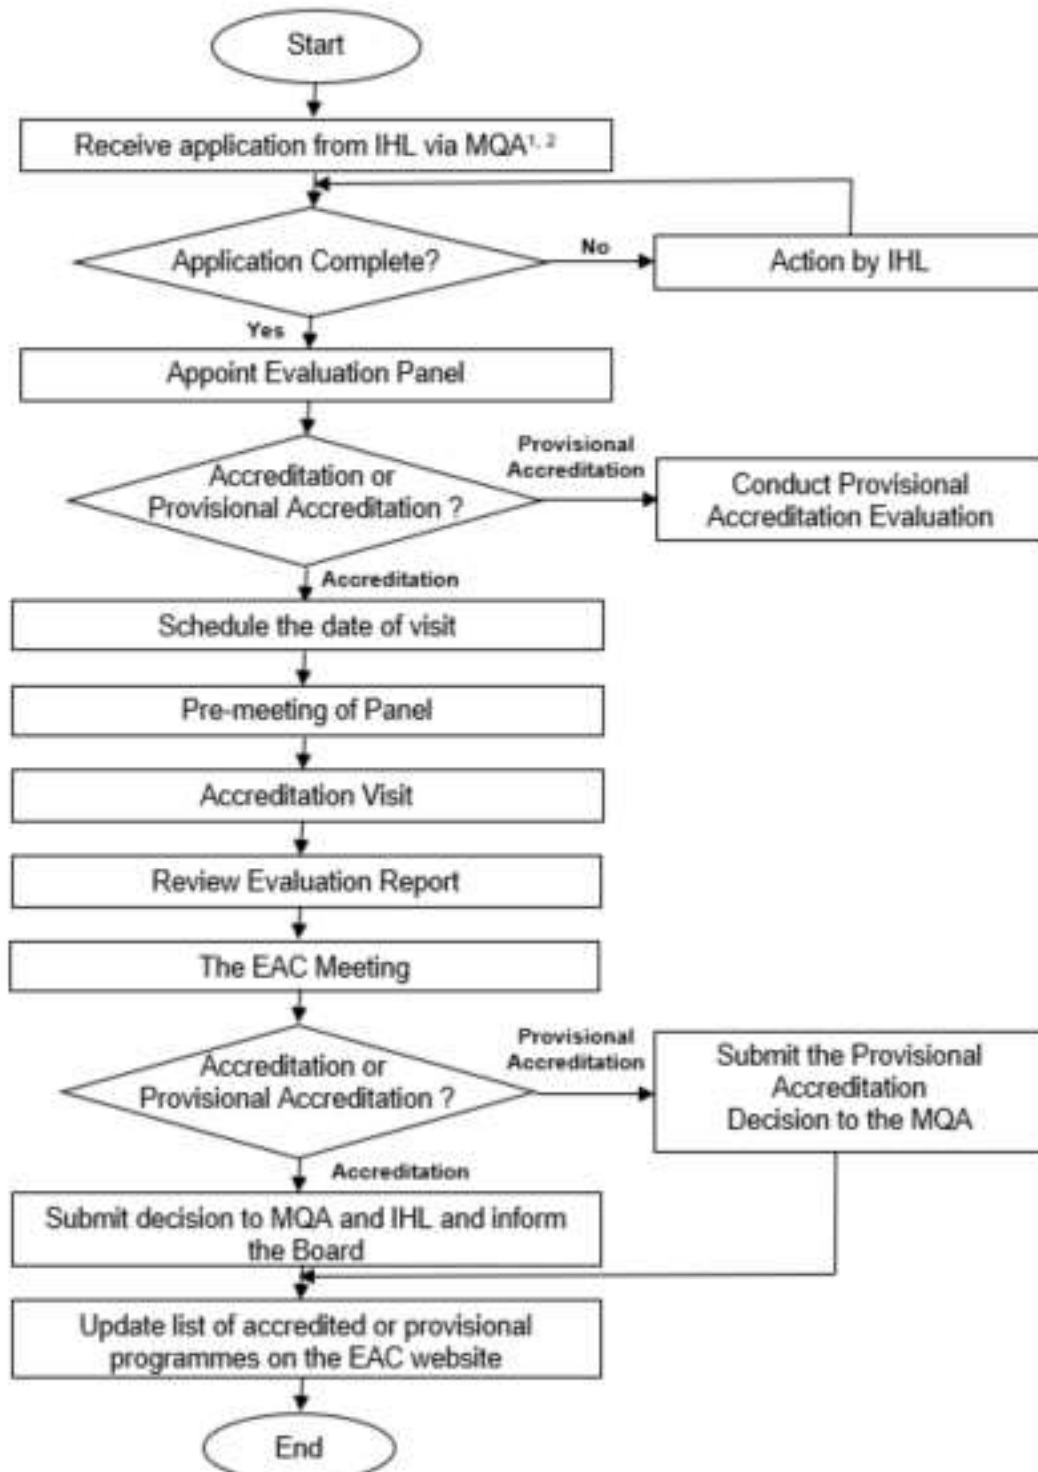 Start
Receive application from IHL via MQA1, 2
Application Complete?
No
Action by IHL
Yes
Appoint Evaluation Panel
Accreditation or
Provisional Accreditation ?
Provisional
Accreditation
Conduct Provisional
Accreditation Evaluation
Accreditation
Schedule the date of visit
Pre-meeting of Panel
Accreditation Visit
Review Evaluation Report
The EAC Meeting
Accreditation or
Provisional Accreditation ?
Provisional
Accreditation
Submit the Provisional
Accreditation
Decision to the MQA
Accreditation
Submit decision to MQA and IHL and inform
the Board
Update list of accredited or provisional
programmes on the EAC website
End